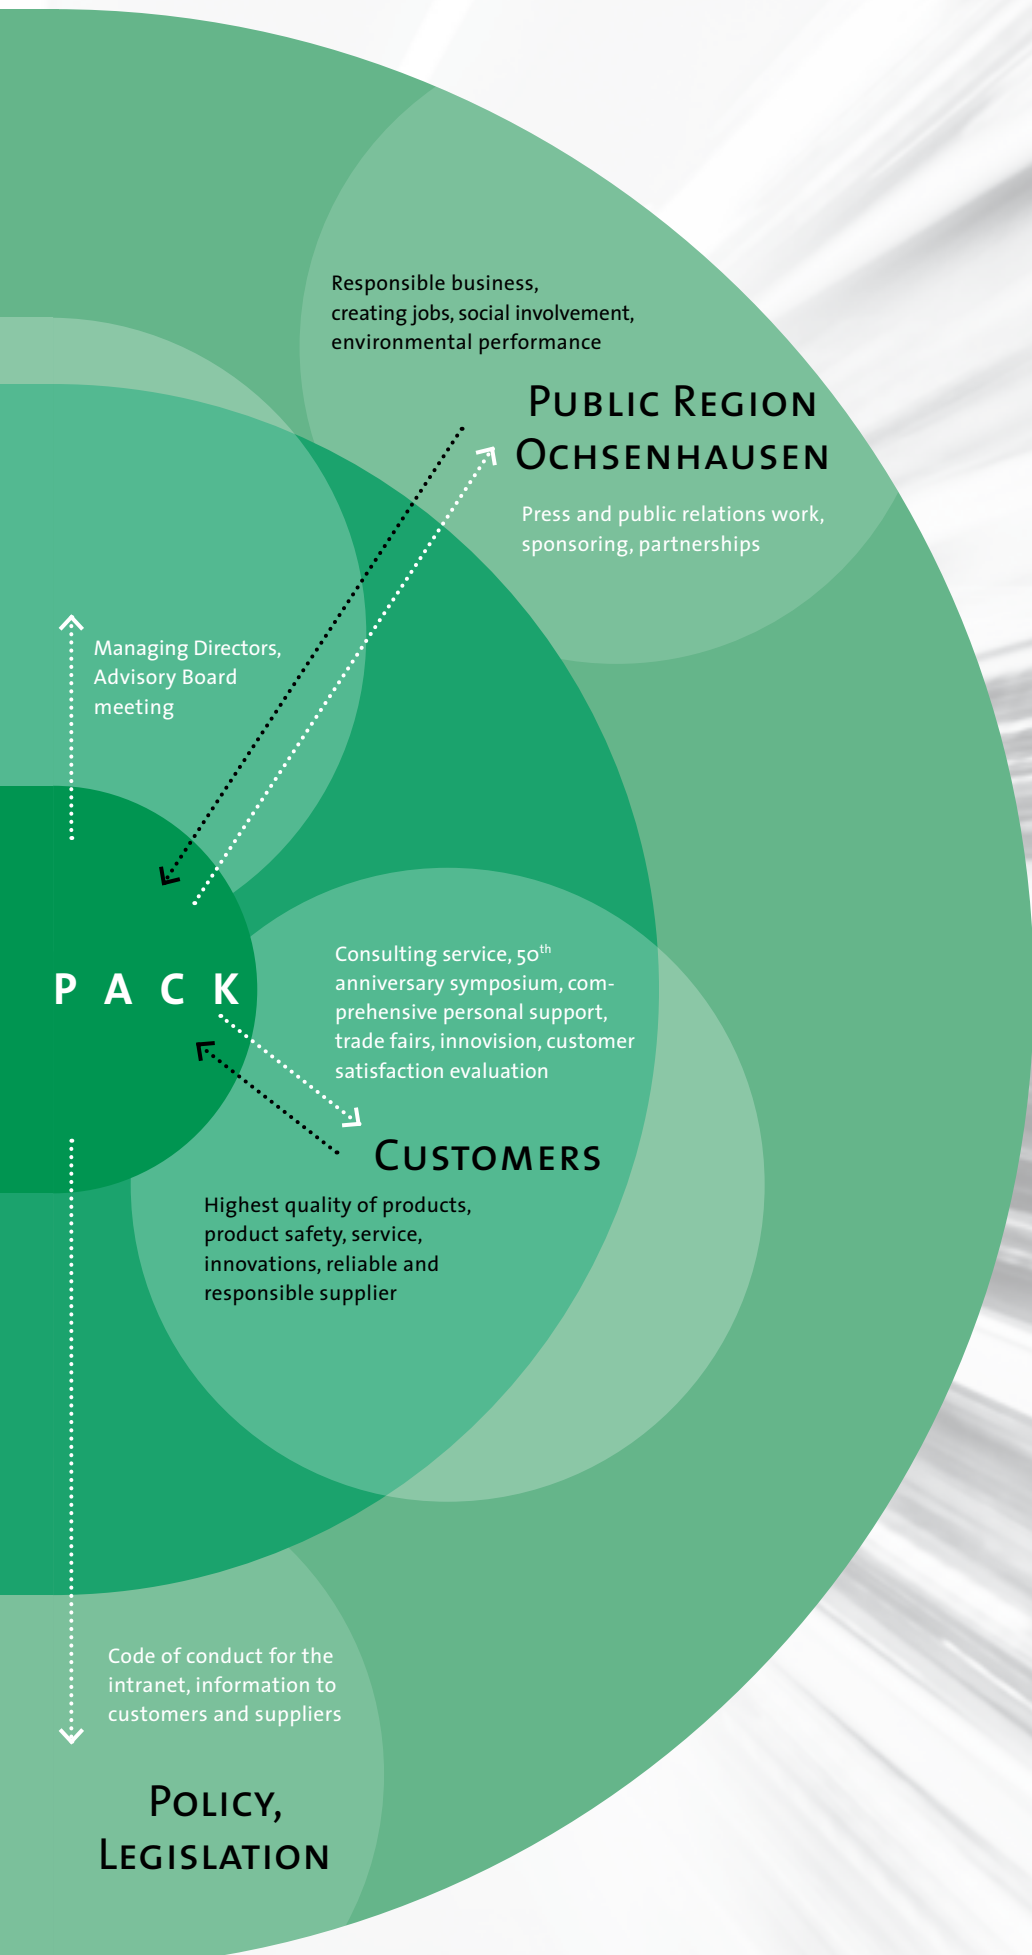 Responsible business,
creating jobs, social involvement,
environmental performance
Public Region
Ochsenhausen
Press and public relations work,
sponsoring, partnerships
Managing Directors,
Advisory Board
meeting
PACK
Consulting service, 50th
anniversary symposium, com-
prehensive personal support,
trade fairs, innovision, customer
satisfaction evaluation
Customers
Highest quality of products,
product safety, service,
innovations, reliable and
responsible supplier
Code of conduct for the
intranet, information to
customers and suppliers
Policy,
Legislation